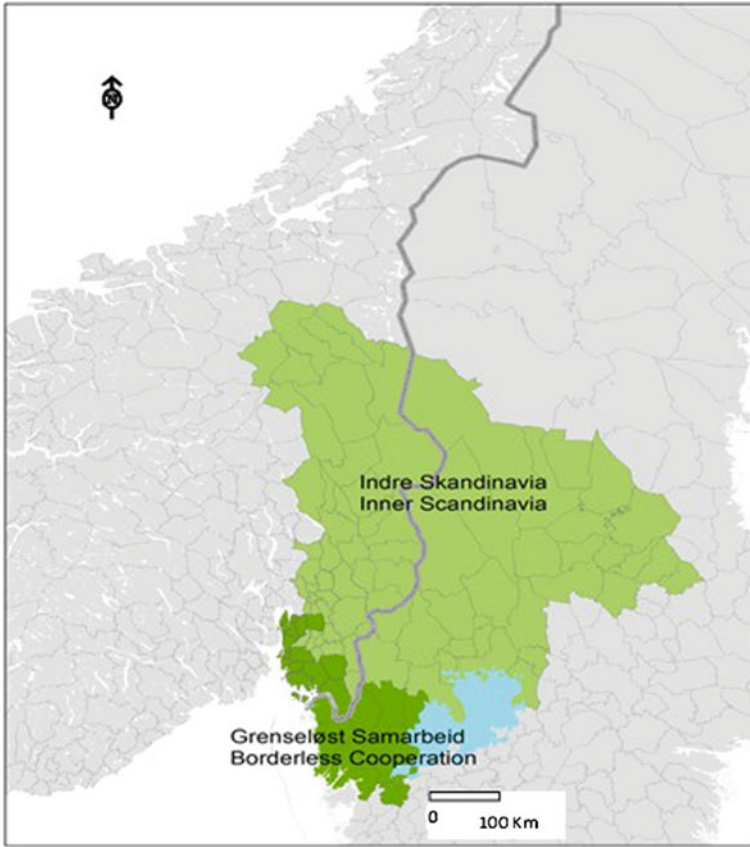 N
Indre Skandinavia
Inner Scandinavia
Grenseløst Samarbeid
Borderless Cooperation
0 100 Km